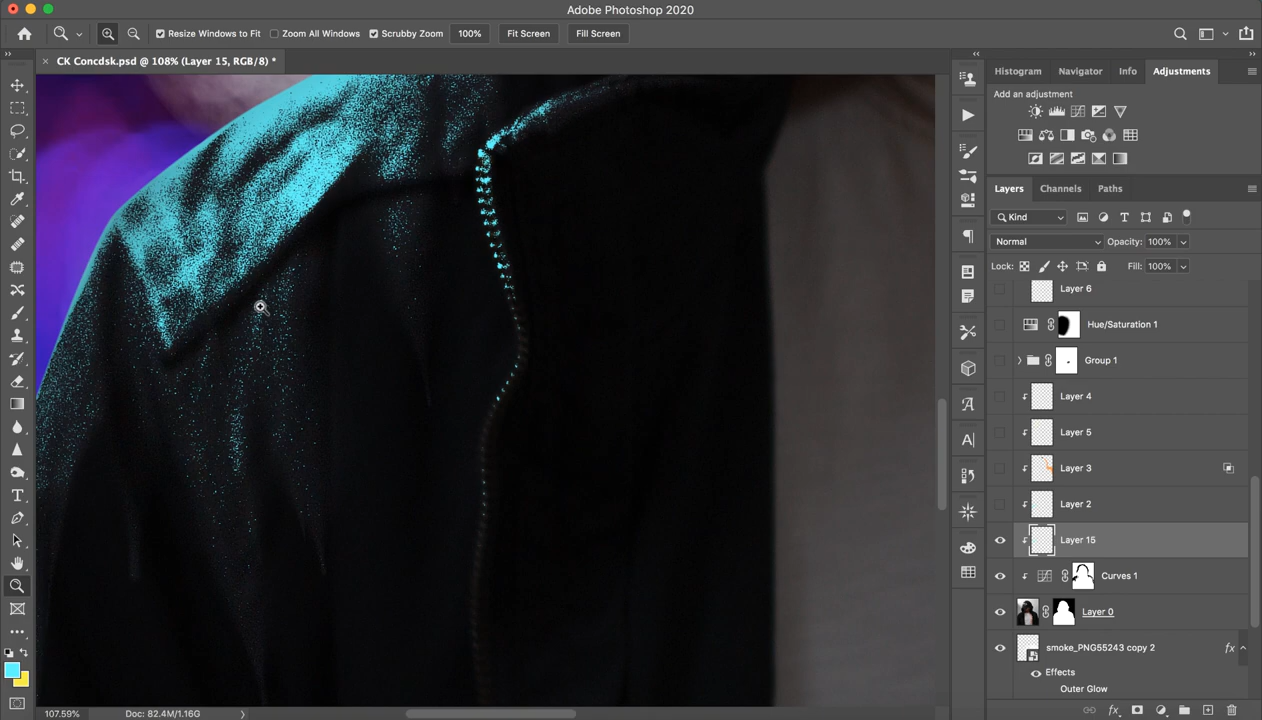 Adobe Photoshop 2020
Resize Windows to Fit Zoom All Windows Scrubby Zoom 100% Fit Screen Fill Screen
CK Concdsk.psd @ 108% (Layer 15, RGB/8) *
Histogram Navigator Info Adjustments
Add an adjustment
Layers Channels Paths
Kind
Normal Opacity: 100%
Lock: Fill: 100%
Layer 6
Hue/Saturation 1
Group 1
Layer 4
Layer 5
Layer 3
Layer 2
Layer 15
Curves 1
Layer 0
smoke_PNG55243 copy 2 fx
Effects
Outer Glow
107.59% Doc: 82.4M/1.16G
fx